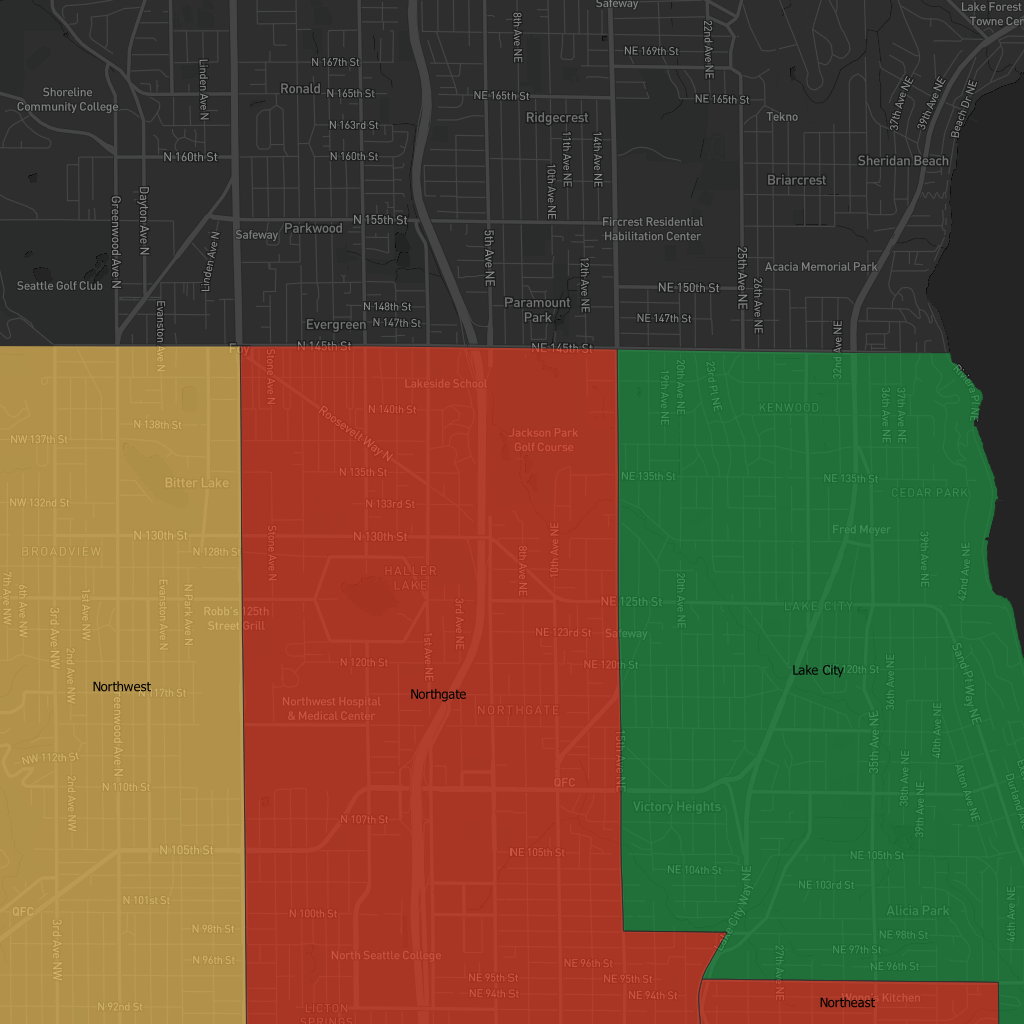 Safeway
8th Ave NE
22nd Ave NE
Lake Forest
Towne Cen
NE 169th St
N 167th St
Linden Ave N
Ronald
Shoreline
Community College
N 165th St
NE 165th St
NE 165th St
37th Ave NE
39th Ave NE
Beach Dr NE
Ridgecrest
Tekno
N 163rd St
11th Ave NE
14th Ave NE
N 160th St
N 160th St
Sheridan Beach
10th Ave NE
Briarcrest
Greenwood Ave N
Dayton Ave N
N 155th St
Safeway
Parkwood
Fircrest Residential
Habilitation Center
Linden Ave N
5th Ave NE
12th Ave NE
25th Ave NE
26th Ave NE
Acacia Memorial Park
Seattle Golf Club
NE 150th St
Paramount
Park
N 148th St
Evanston Ave N
Evergreen
N 147th St
NE 147th St
32nd Ave NE
N 145th St
NE 145th St
Stone Ave N
Lakeside School
19th Ave NE
20th Ave NE
23rd Pl NE
Riviera Pl NE
N 140th St
KENWOOD
36th Ave NE
37th Ave NE
N 138th St
Roosevelt Way N
Jackson Park
Golf Course
NW 137th St
N 135th St
NE 135th St
NE 135th St
Bitter Lake
CEDAR PARK
NW 132nd St
N 133rd St
N 130th St
N 130th St
Fred Meyer
BROADVIEW
N 128th St
Stone Ave N
8th Ave NE
10th Ave NE
39th Ave NE
42nd Ave NE
HALLER
LAKE
7th Ave NW
6th Ave NW
3rd Ave NW
1st Ave NW
Evanston Ave N
N Park Ave N
20th Ave NE
Robb's 125th
Street Grill
NE 125th St
LAKE CITY
3rd Ave NE
1st Ave NE
NE 123rd St
Safeway
2nd Ave NW
N 120th St
NE 120th St
Lake City
120th St
36th Ave NE
Sand Pt Way NE
Northwest
N 117th St
Northgate
Greenwood Ave N
Northwest Hospital
& Medical Center
NORTHGATE
40th Ave NE
35th Ave NE
15th Ave NE
NW 112th St
2nd Ave NW
N 110th St
QFC
38th Ave NE
39th Ave NE
Alton Ave NE
Victory Heights
N 107th St
N 105th St
NE 105th St
NE 105th St
NE 104th St
NE 103rd St
N 101st St
QFC
N 100th St
Lake City Way NE
Alicia Park
46th Ave NE
N 98th St
NE 98th St
3rd Ave NW
North Seattle College
27th Ave NE
NE 97th St
N 96th St
NE 96th St
NE 96th St
NE 95th St
NE 95th St
NE 94th St
NE 94th St
Northeast
Kitchen
N 92nd St
LICTON
SPRINGS